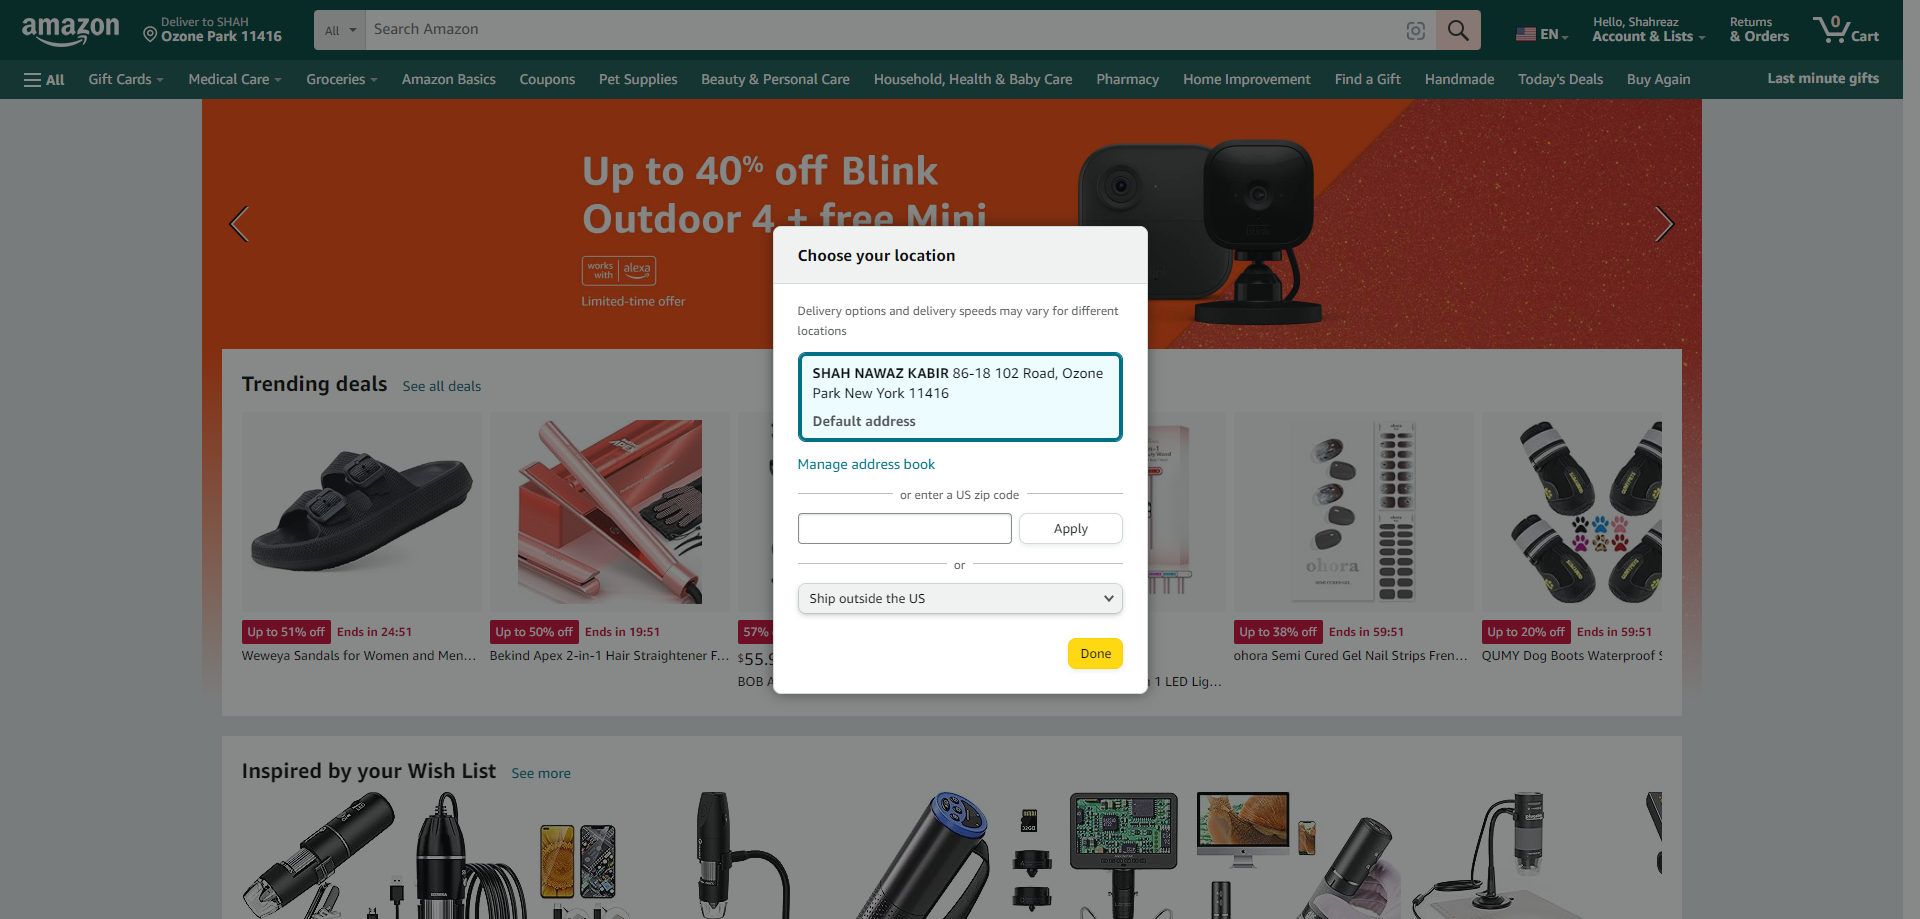 amazon
Deliver to SHAH
Ozone Park 11416
All
Search Amazon
EN
Hello, Shahreaz
Account & Lists
Returns
& Orders
0
Cart
All
Gift Cards
Medical Care
Groceries
Amazon Basics
Coupons
Pet Supplies
Beauty & Personal Care
Household, Health & Baby Care
Pharmacy
Home Improvement
Find a Gift
Handmade
Today's Deals
Buy Again
Last minute gifts
Up to 40% off Blink
Outdoor 4 + free Mini
works with alexa
Limited-time offer
Choose your location
Delivery options and delivery speeds may vary for different
locations
SHAH NAWAZ KABIR 86-18 102 Road, Ozone
Park New York 11416
Default address
Manage address book
or enter a US zip code
Apply
or
Ship outside the US
Done
Trending deals
See all deals
ohora
Up to 51% off
Ends in 24:51
Weweya Sandals for Women and Men...
Up to 50% off
Ends in 19:51
Bekind Apex 2-in-1 Hair Straightener F...
57%
$55.9
BOB A
1 LED Lig...
Up to 38% off
Ends in 59:51
ohora Semi Cured Gel Nail Strips Fren...
Up to 20% off
Ends in 59:51
QUMY Dog Boots Waterproof S
Inspired by your Wish List
See more
32GB